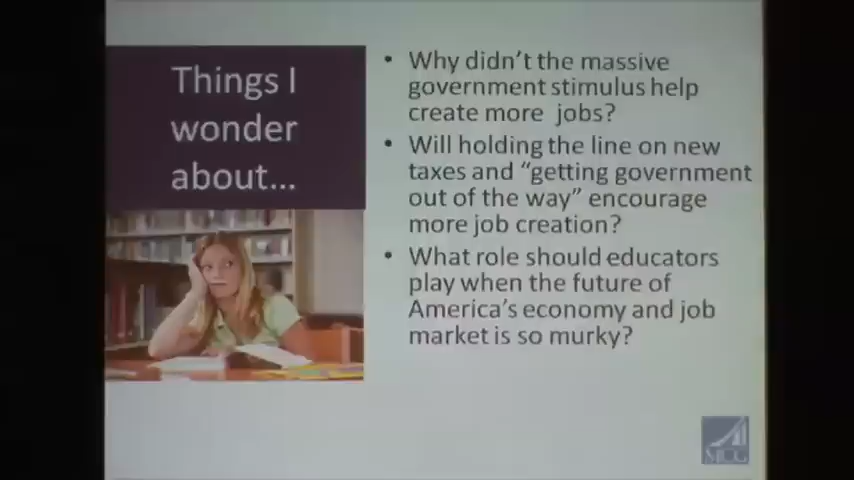 Things I
wonder
about...
• Why didn't the massive
government stimulus help
create more jobs?
• Will holding the line on new
taxes and "getting government
out of the way" encourage
more job creation?
• What role should educators
play when the future of
America's economy and job
market is so murky?
MCG